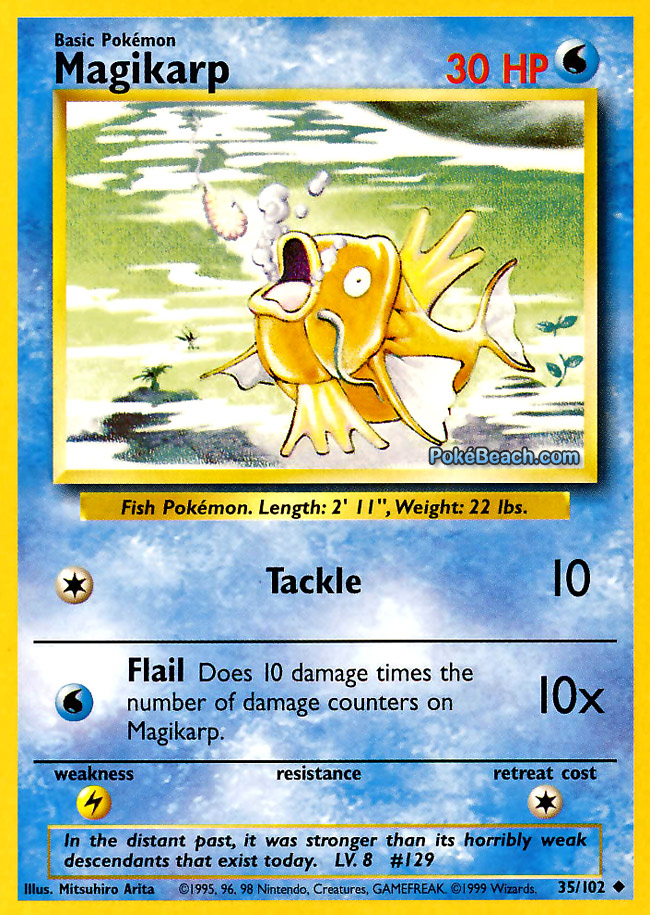 Basic Pokémon
Magikarp
30 HP
PokéBeach.com
Fish Pokémon. Length: 2' 11", Weight: 22 lbs.
Tackle 10
Flail Does 10 damage times the
number of damage counters on
Magikarp.
10x
weakness resistance retreat cost
In the distant past, it was stronger than its horribly weak
descendants that exist today. LV. 8 #129
Illus. Mitsuhiro Arita ©1995, 96, 98 Nintendo, Creatures, GAMEFREAK. ©1999 Wizards. 35/102